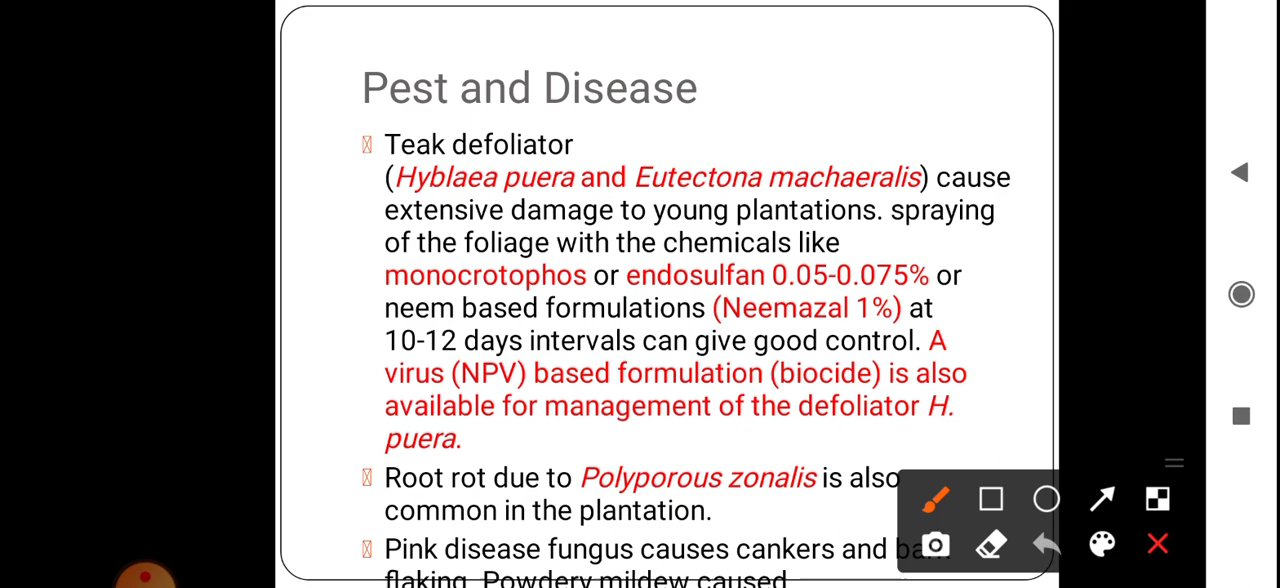 Pest and Disease
Teak defoliator
(Hyblaea puera and Eutectona machaeralis) cause
extensive damage to young plantations. spraying
of the foliage with the chemicals like
monocrotophos or endosulfan 0.05-0.075% or
neem based formulations (Neemazal 1%) at
10-12 days intervals can give good control. A
virus (NPV) based formulation (biocide) is also
available for management of the defoliator H.
puera.
Root rot due to Polyporous zonalis is also
common in the plantation.
Pink disease fungus causes cankers and
flaking. Powdery mildew caused